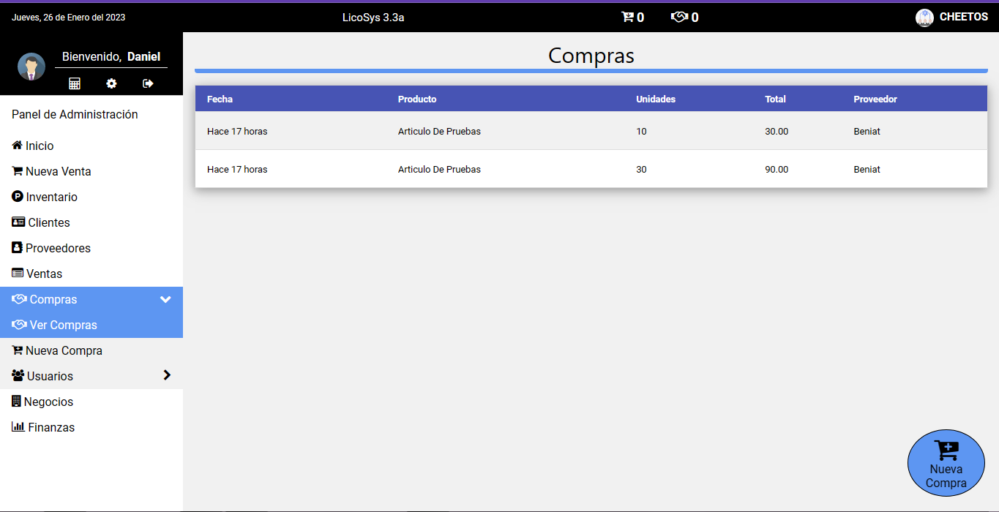 Jueves, 26 de Enero del 2023
LicoSys 3.3a
0
0
CHEETOS
Bienvenido, Daniel
Panel de Administración
Inicio
Nueva Venta
Inventario
Clientes
Proveedores
Ventas
Compras
Ver Compras
Nueva Compra
Usuarios
Negocios
Finanzas
Compras
Fecha Producto Unidades Total Proveedor
Hace 17 horas Articulo De Pruebas 10 30.00 Beniat
Hace 17 horas Articulo De Pruebas 30 90.00 Beniat
Nueva
Compra